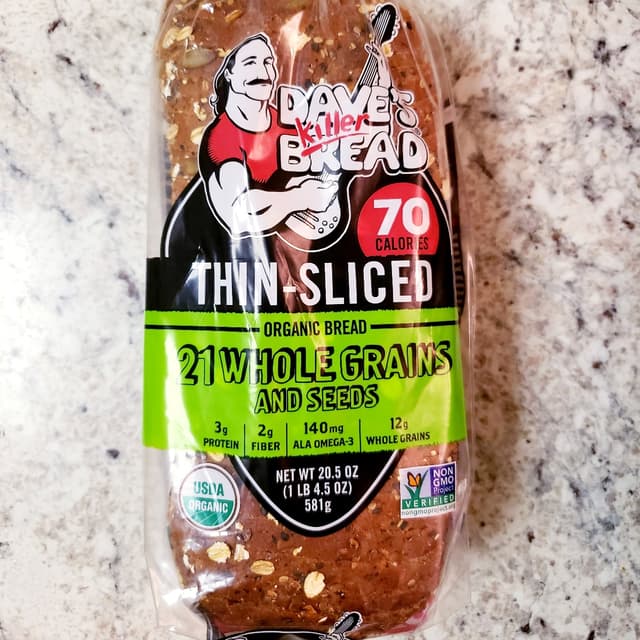 DAVE'S
killer
BREAD
70
CALORIES
THIN-SLICED
ORGANIC BREAD
21 WHOLE GRAINS
AND SEEDS
3g PROTEIN
2g FIBER
140mg ALA OMEGA-3
12g WHOLE GRAINS
NET WT 20.5 OZ
(1 LB 4.5 OZ)
581g
USDA
ORGANIC
NON
GMO
Project
VERIFIED
nongmoproject.org